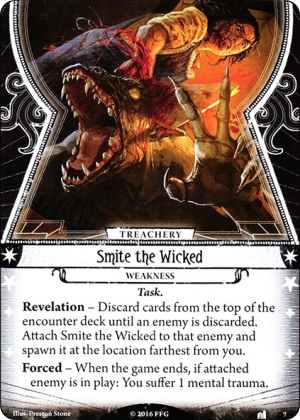 TREACHERY
Smite the Wicked
WEAKNESS
Task.
Revelation – Discard cards from the top of the
encounter deck until an enemy is discarded.
Attach Smite the Wicked to that enemy and
spawn it at the location farthest from you.
Forced – When the game ends, if attached
enemy is in play: You suffer 1 mental trauma.
Illus. Preston Stone
© 2016 FFG
7